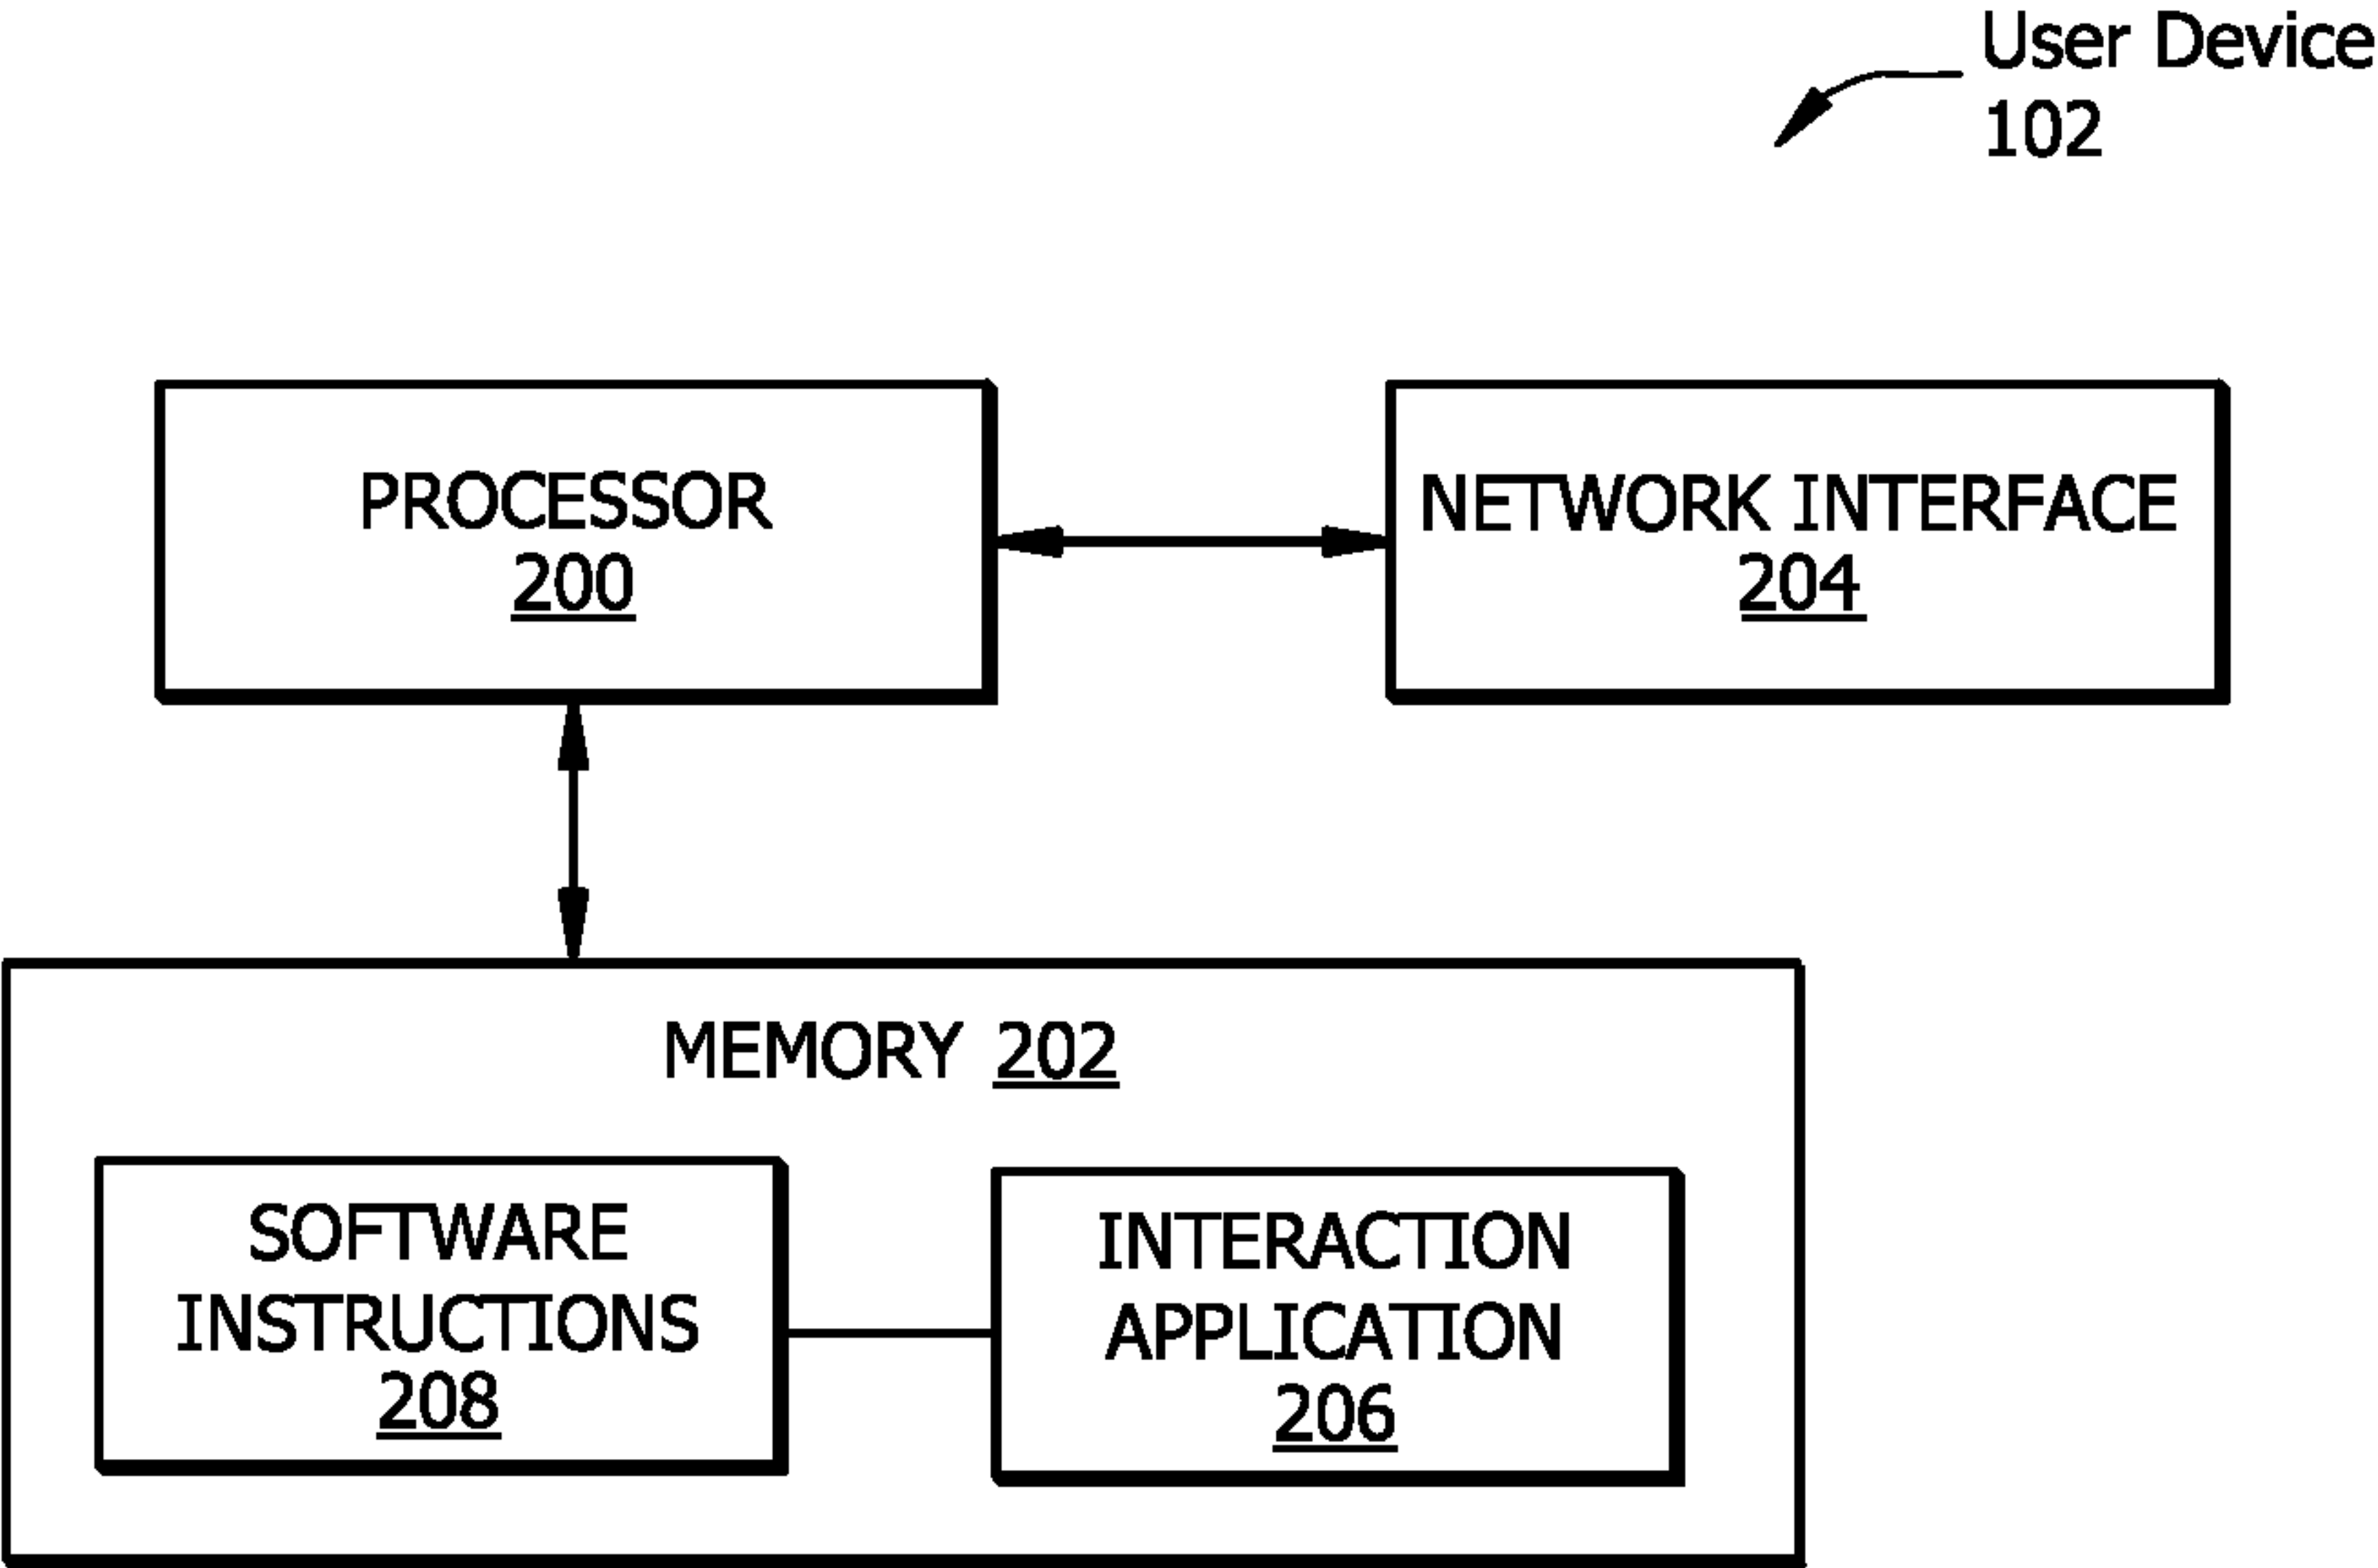 User Device
102
PROCESSOR
200
NETWORK INTERFACE
204
MEMORY 202
SOFTWARE
INSTRUCTIONS
208
INTERACTION
APPLICATION
206